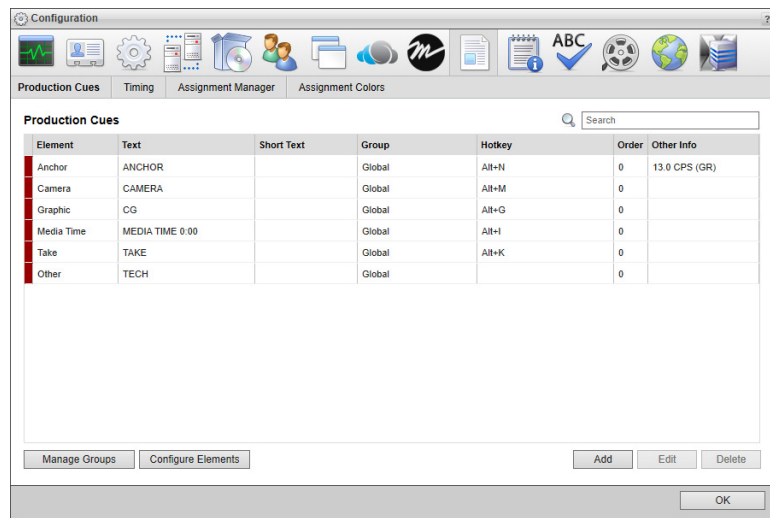 Configuration ?
ABC
Production Cues Timing Assignment Manager Assignment Colors
Production Cues Search
Element Text Short Text Group Hotkey Order Other Info
Anchor ANCHOR Global Alt+N 0 13.0 CPS (GR)
Camera CAMERA Global Alt+M 0
Graphic CG Global Alt+G 0
Media Time MEDIA TIME 0:00 Global Alt+I 0
Take TAKE Global Alt+K 0
Other TECH Global 0
Manage Groups Configure Elements Add Edit Delete
OK